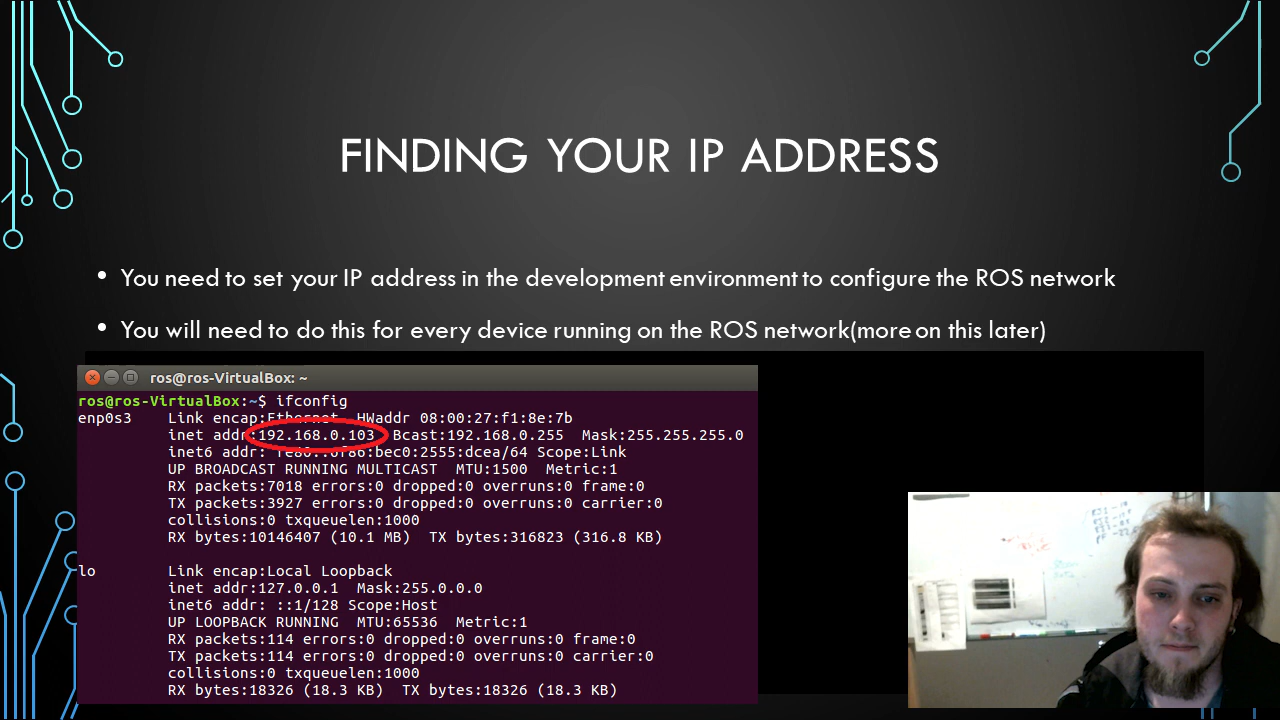 FINDING YOUR IP ADDRESS
• You need to set your IP address in the development environment to configure the ROS network
• You will need to do this for every device running on the ROS network(more on this later)
ros@ros-VirtualBox: ~
ros@ros-VirtualBox:~$ ifconfig
enp0s3 Link encap:Ethernet HWaddr 08:00:27:f1:8e:7b
inet addr:192.168.0.103 Bcast:192.168.0.255 Mask:255.255.255.0
inet6 addr: fe80::6f86:bec0:2555:dcea/64 Scope:Link
UP BROADCAST RUNNING MULTICAST MTU:1500 Metric:1
RX packets:7018 errors:0 dropped:0 overruns:0 frame:0
TX packets:3927 errors:0 dropped:0 overruns:0 carrier:0
collisions:0 txqueuelen:1000
RX bytes:10146407 (10.1 MB) TX bytes:316823 (316.8 KB)
lo Link encap:Local Loopback
inet addr:127.0.0.1 Mask:255.0.0.0
inet6 addr: ::1/128 Scope:Host
UP LOOPBACK RUNNING MTU:65536 Metric:1
RX packets:114 errors:0 dropped:0 overruns:0 frame:0
TX packets:114 errors:0 dropped:0 overruns:0 carrier:0
collisions:0 txqueuelen:1000
RX bytes:18326 (18.3 KB) TX bytes:18326 (18.3 KB)